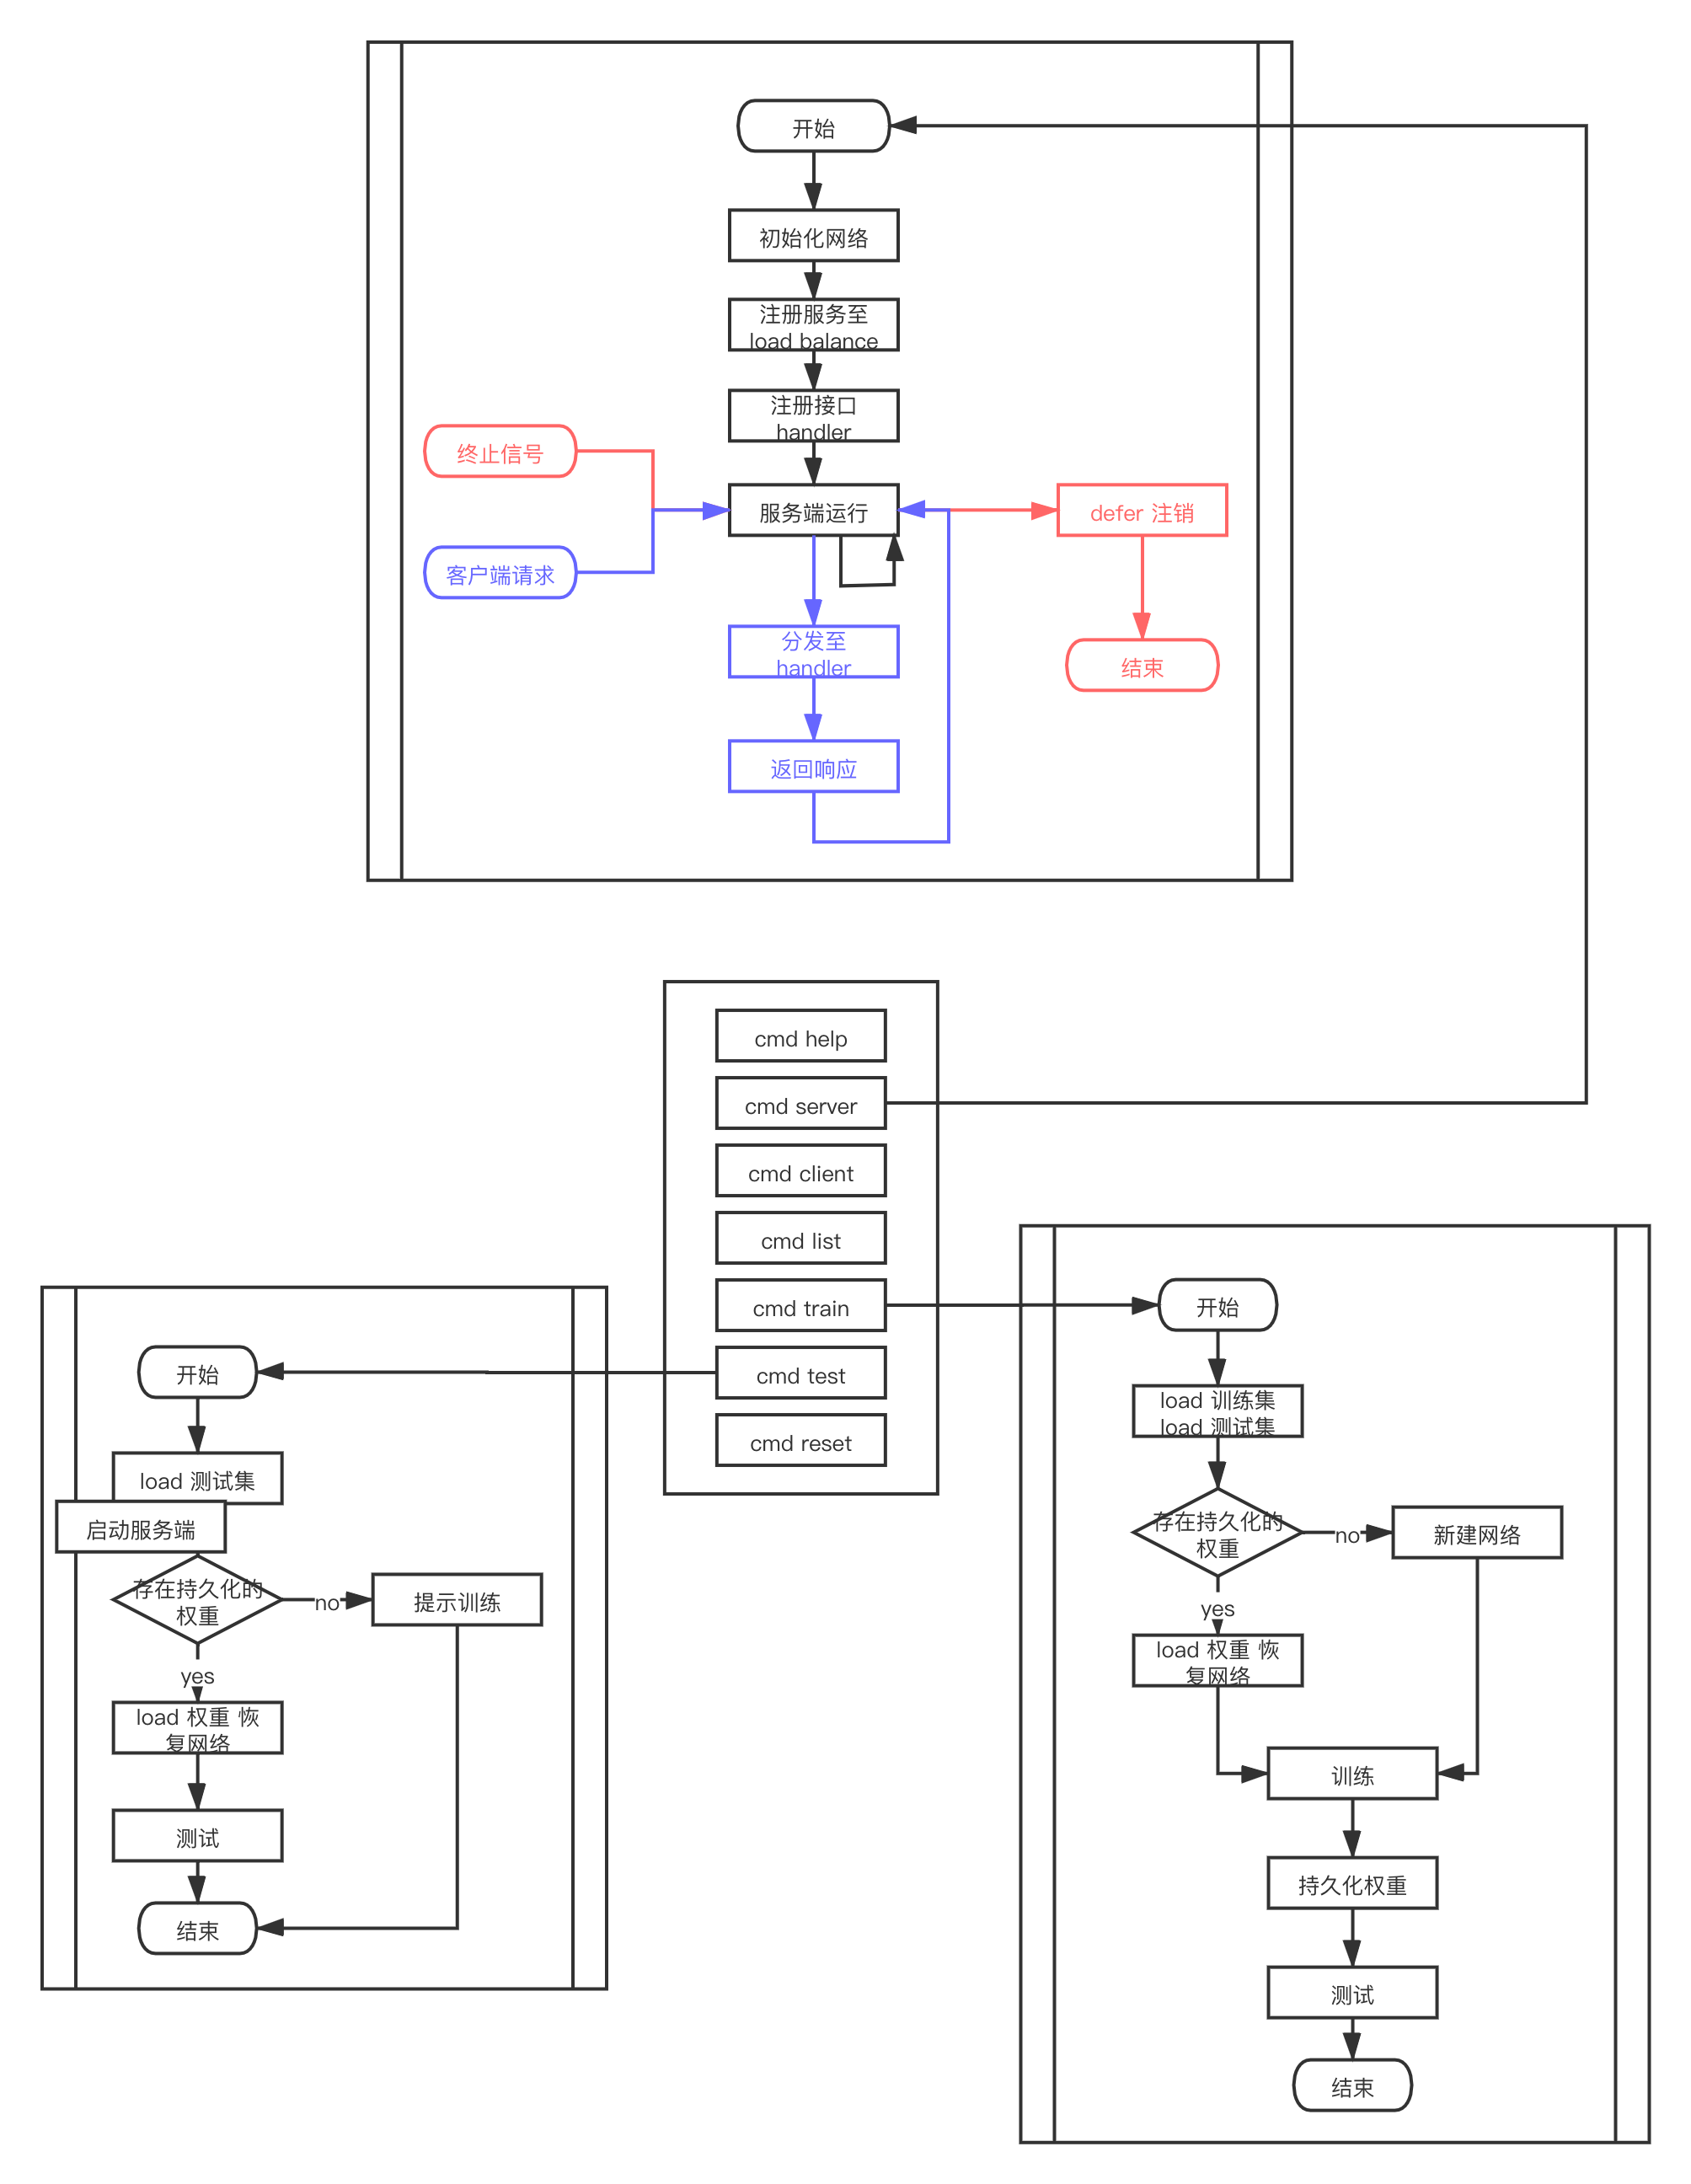 开始
初始化网络
注册服务至
load balance
注册接口
handler
终止信号
服务端运行
defer 注销
客户端请求
分发至
handler
结束
返回响应
cmd help
cmd server
cmd client
cmd list
cmd train
cmd test
cmd reset
开始
load 测试集
启动服务端
存在持久化的
权重
no
提示训练
yes
load 权重 恢
复网络
测试
结束
开始
load 训练集
load 测试集
存在持久化的
权重
no
新建网络
yes
load 权重 恢
复网络
训练
持久化权重
测试
结束